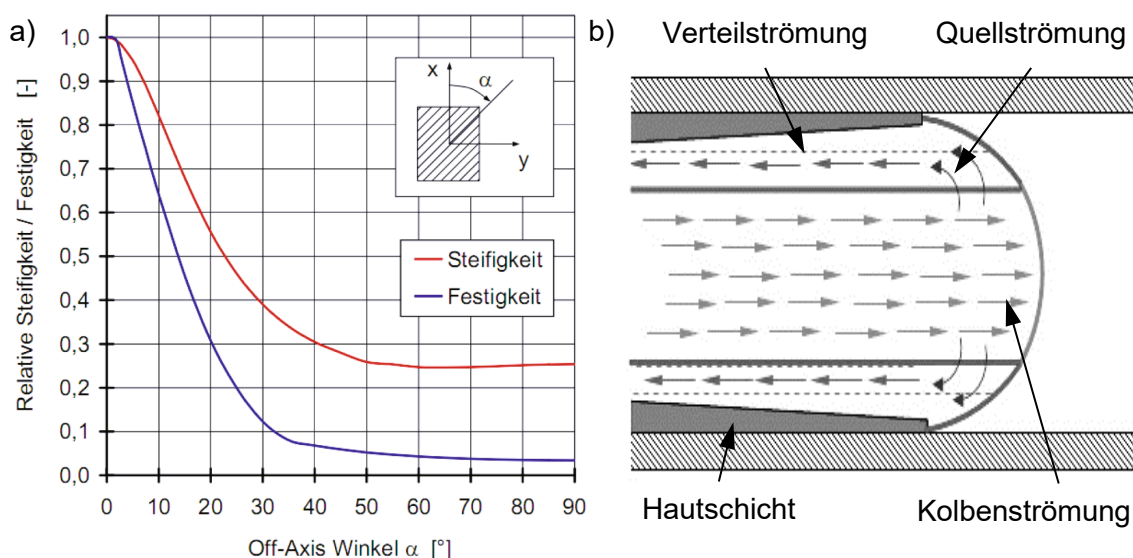 a)
1,0
0,9
0,8
0,7
0,6
0,5
0,4
0,3
0,2
0,1
0,0
Relative Steifigkeit / Festigkeit [-]
x
α
y
Steifigkeit
Festigkeit
0 10 20 30 40 50 60 70 80 90
Off-Axis Winkel α [°]
b)
Verteilströmung Quellströmung
Hautschicht Kolbenströmung